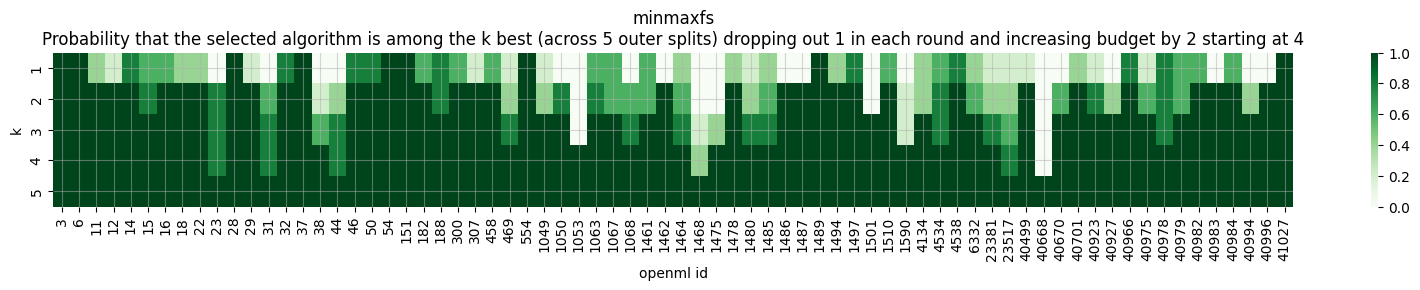 minmaxfs
Probability that the selected algorithm is among the k best (across 5 outer splits) dropping out 1 in each round and increasing budget by 2 starting at 4
k
1
2
3
4
5
3 6 11 12 14 15 16 18 22 23 28 29 31 32 37 38 44 46 50 54 151 182 188 300 307 458 469 554 1049 1050 1053 1063 1067 1068 1461 1462 1464 1468 1475 1478 1480 1485 1486 1487 1489 1494 1497 1501 1510 1590 4134 4534 4538 6332 23381 23517 40499 40668 40670 40701 40923 40927 40966 40975 40978 40979 40982 40983 40984 40994 40996 41027
openml id
1.0
0.8
0.6
0.4
0.2
0.0